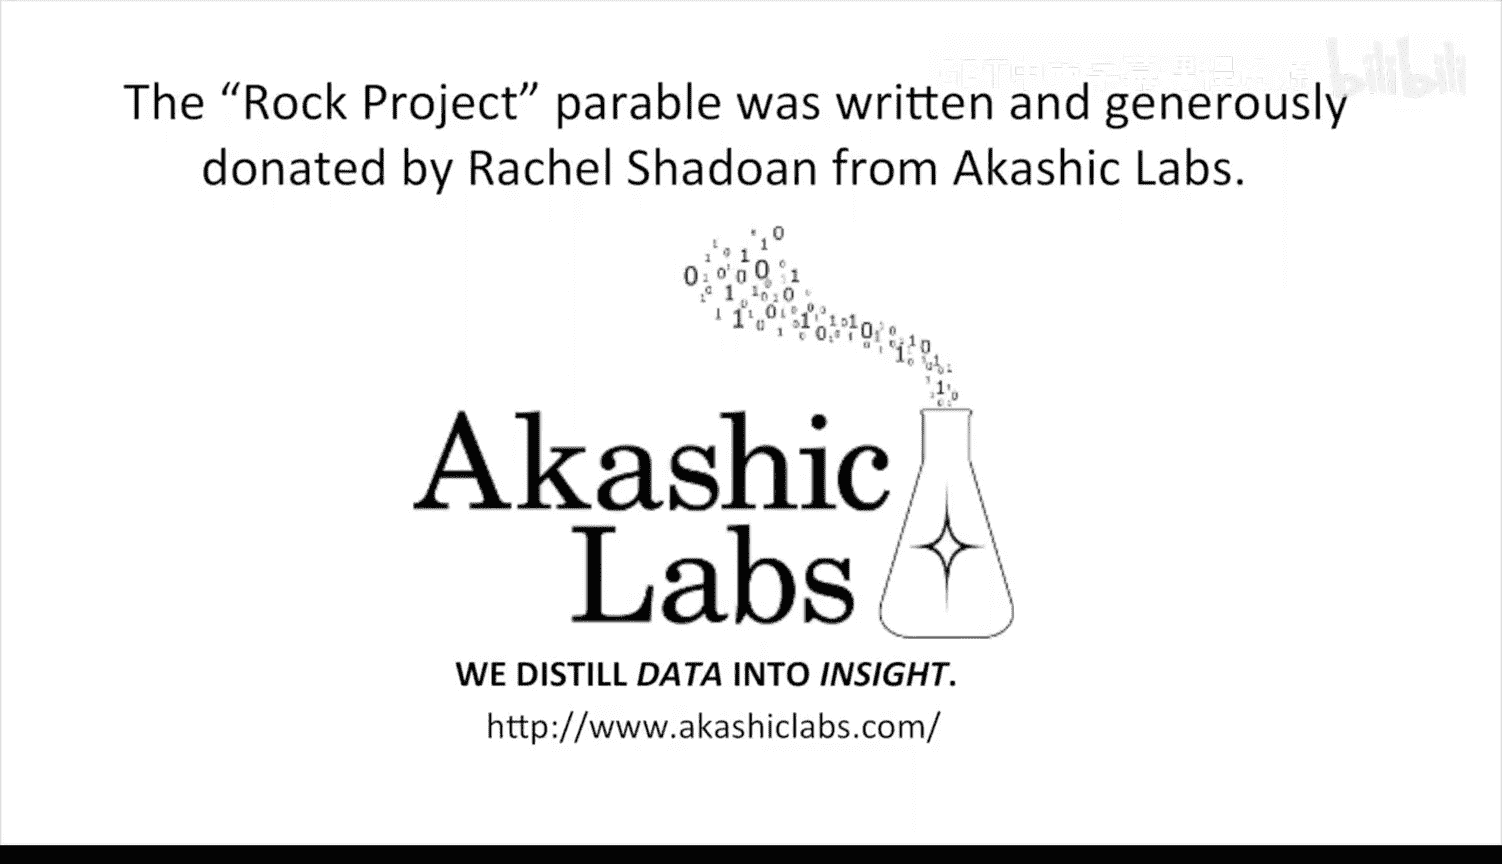 The “Rock Project” parable was written and generously
donated by Rachel Shadoan from Akashic Labs.
bilibili
Akashic
Labs
WE DISTILL DATA INTO INSIGHT.
http://www.akashiclabs.com/